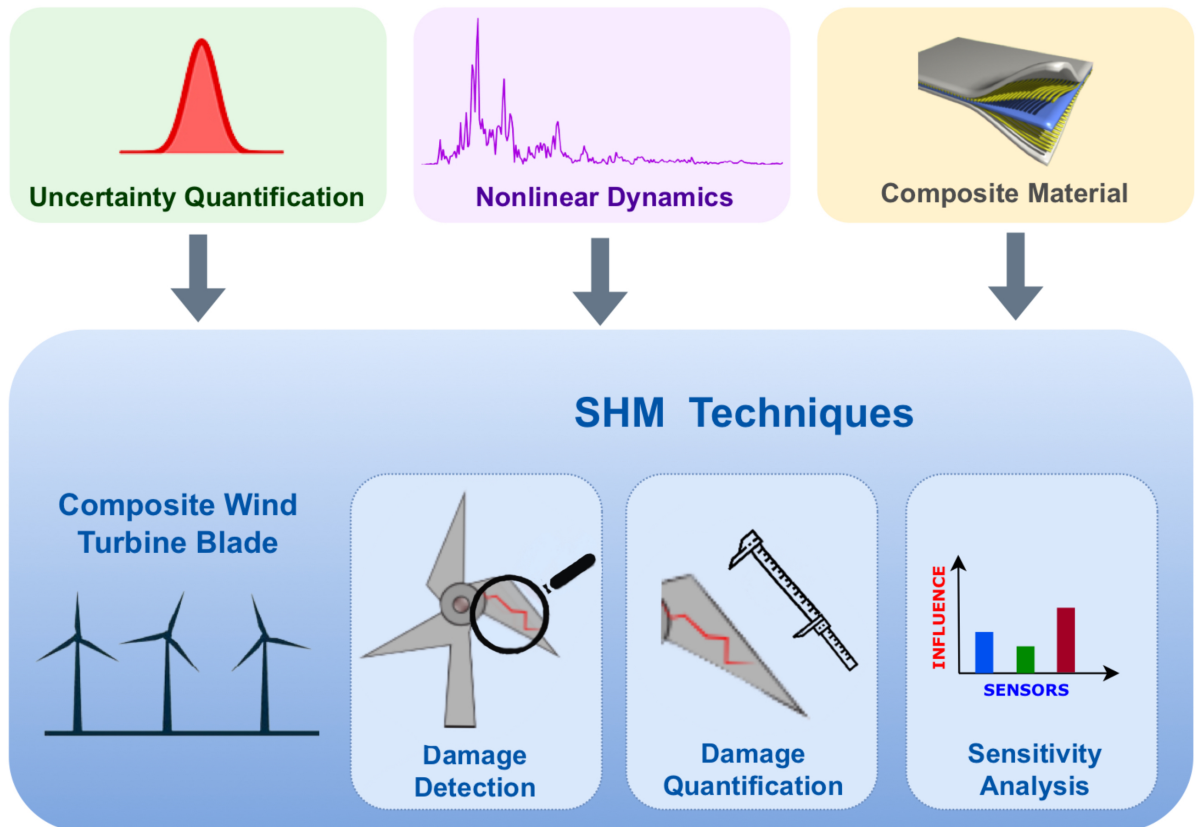 Uncertainty Quantification
Nonlinear Dynamics
Composite Material
SHM Techniques
Composite Wind
Turbine Blade
Damage
Detection
Damage
Quantification
INFLUENCE
SENSORS
Sensitivity
Analysis